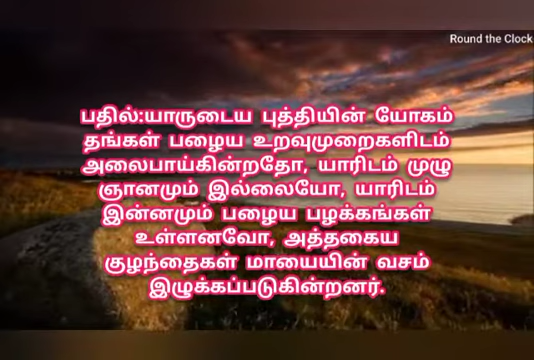 Round the Clock
பதில்:யாருடைய புத்தியின் யோகம்
தங்கள் பழைய உறவுமுறைகளிடம்
அலைபாய்கின்றதோ, யாரிடம் முழு
ஞானமும் இல்லையோ, யாரிடம்
இன்னமும் பழைய பழக்கங்கள்
உள்ளனவோ, அத்தகைய
குழந்தைகள் மாயையின் வசம்
இழுக்கப்படுகின்றனர்.